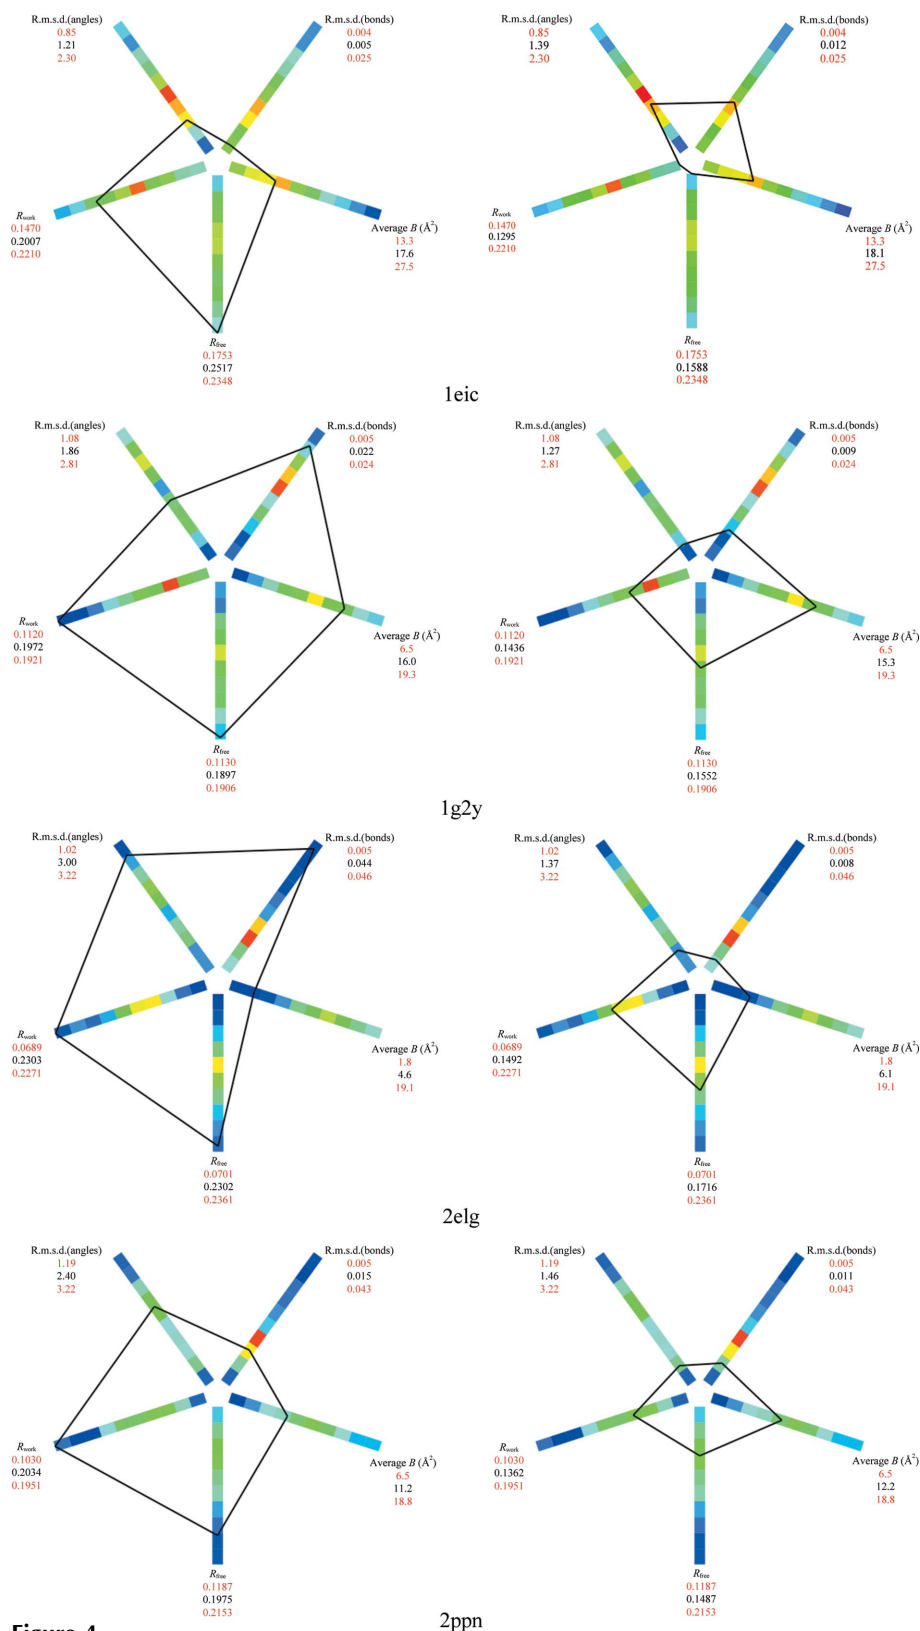 R.m.s.d.(angles)
0.85
1.21
2.30
R.m.s.d.(bonds)
0.004
0.005
0.025
Rwork
0.1470
0.2007
0.2210
Average B (Å2)
13.3
17.6
27.5
Rfree
0.1753
0.2517
0.2348
R.m.s.d.(angles)
0.85
1.39
2.30
R.m.s.d.(bonds)
0.004
0.012
0.025
Rwork
0.1470
0.1295
0.2210
Average B (Å2)
13.3
18.1
27.5
Rfree
0.1753
0.1588
0.2348
1eic
R.m.s.d.(angles)
1.08
1.86
2.81
R.m.s.d.(bonds)
0.005
0.022
0.024
Rwork
0.1120
0.1972
0.1921
Average B (Å2)
6.5
16.0
19.3
Rfree
0.1130
0.1897
0.1906
R.m.s.d.(angles)
1.08
1.27
2.81
R.m.s.d.(bonds)
0.005
0.009
0.024
Rwork
0.1120
0.1436
0.1921
Average B (Å2)
6.5
15.3
19.3
Rfree
0.1130
0.1552
0.1906
1g2y
R.m.s.d.(angles)
1.02
3.00
3.22
R.m.s.d.(bonds)
0.005
0.044
0.046
Rwork
0.0689
0.2303
0.2271
Average B (Å2)
1.8
4.6
19.1
Rfree
0.0701
0.2302
0.2361
R.m.s.d.(angles)
1.02
1.37
3.22
R.m.s.d.(bonds)
0.005
0.008
0.046
Rwork
0.0689
0.1492
0.2271
Average B (Å2)
1.8
6.1
19.1
Rfree
0.0701
0.1716
0.2361
2elg
R.m.s.d.(angles)
1.19
2.40
3.22
R.m.s.d.(bonds)
0.005
0.015
0.043
Rwork
0.1030
0.2034
0.1951
Average B (Å2)
6.5
11.2
18.8
Rfree
0.1187
0.1975
0.2153
R.m.s.d.(angles)
1.19
1.46
3.22
R.m.s.d.(bonds)
0.005
0.011
0.043
Rwork
0.1030
0.1362
0.1951
Average B (Å2)
6.5
12.2
18.8
Rfree
0.1187
0.1487
0.2153
2ppn
Figure 4